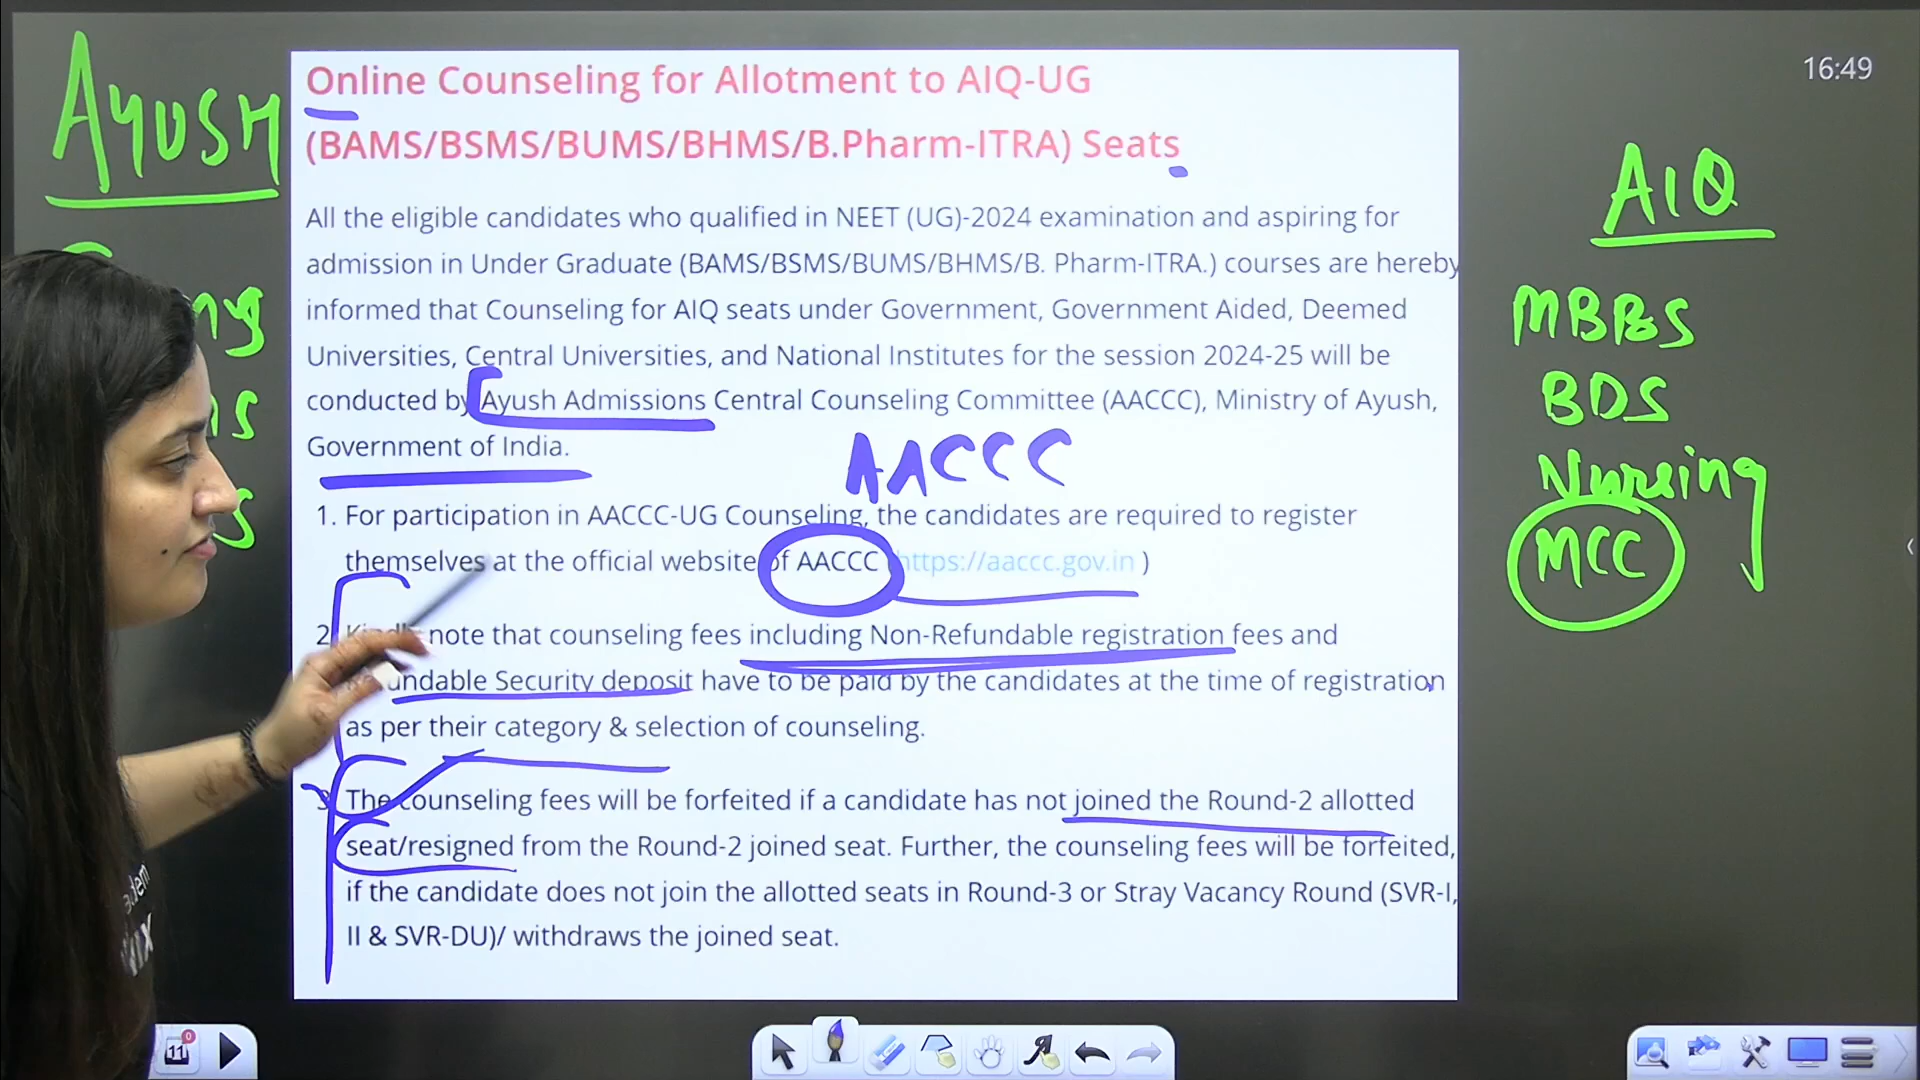 AYUSH
16:49
Online Counseling for Allotment to AIQ-UG
(BAMS/BSMS/BUMS/BHMS/B.Pharm-ITRA) Seats
All the eligible candidates who qualified in NEET (UG)-2024 examination and aspiring for
admission in Under Graduate (BAMS/BSMS/BUMS/BHMS/B. Pharm-ITRA.) courses are hereby
informed that Counseling for AIQ seats under Government, Government Aided, Deemed
Universities, Central Universities, and National Institutes for the session 2024-25 will be
conducted by Ayush Admissions Central Counseling Committee (AACCC), Ministry of Ayush,
Government of India.
AACCC
1. For participation in AACCC-UG Counseling, the candidates are required to register
themselves at the official website of AACCC (https://aaccc.gov.in )
2. Kindly note that counseling fees including Non-Refundable registration fees and
Security deposit have to be paid by the candidates at the time of registration
as per their category & selection of counseling.
3. The counseling fees will be forfeited if a candidate has not joined the Round-2 allotted
seat/resigned from the Round-2 joined seat. Further, the counseling fees will be forfeited,
if the candidate does not join the allotted seats in Round-3 or Stray Vacancy Round (SVR-I,
II & SVR-DU)/ withdraws the joined seat.
AIQ
MBBS
BDS
Nursing
MCC
11
0